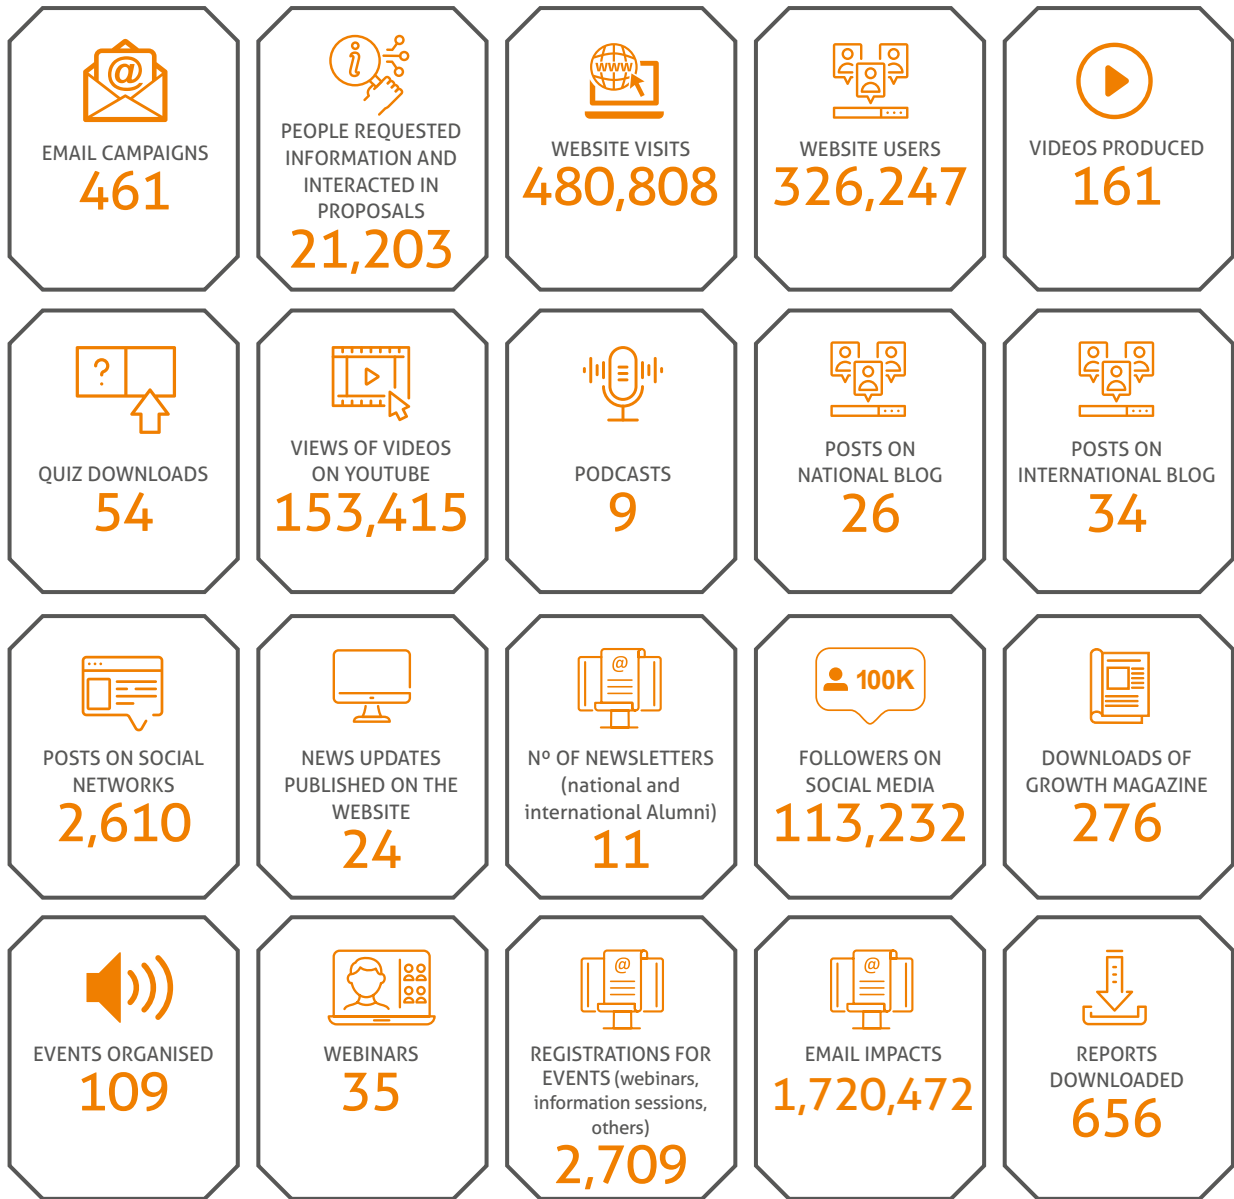 @
EMAIL CAMPAIGNS
461
i
PEOPLE REQUESTED
INFORMATION AND
INTERACTED IN
PROPOSALS
21,203
www
WEBSITE VISITS
480,808
WEBSITE USERS
326,247
VIDEOS PRODUCED
161
?
QUIZ DOWNLOADS
54
VIEWS OF VIDEOS
ON YOUTUBE
153,415
PODCASTS
9
POSTS ON
NATIONAL BLOG
26
POSTS ON
INTERNATIONAL BLOG
34
POSTS ON SOCIAL
NETWORKS
2,610
NEWS UPDATES
PUBLISHED ON THE
WEBSITE
24
@
Nº OF NEWSLETTERS
(national and
international Alumni)
11
100K
FOLLOWERS ON
SOCIAL MEDIA
113,232
DOWNLOADS OF
GROWTH MAGAZINE
276
EVENTS ORGANISED
109
WEBINARS
35
@
REGISTRATIONS FOR
EVENTS (webinars,
information sessions,
others)
2,709
@
EMAIL IMPACTS
1,720,472
REPORTS
DOWNLOADED
656